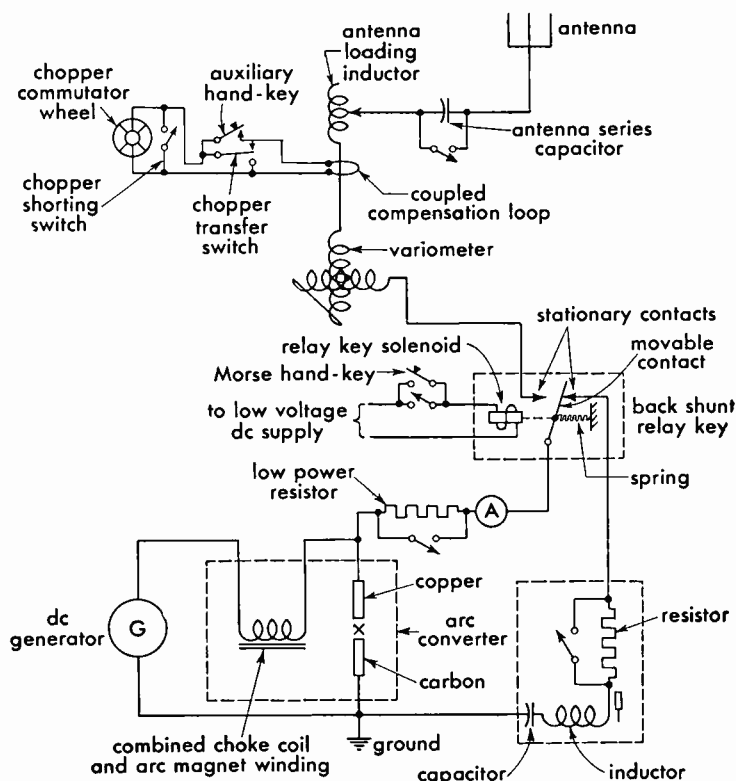 antenna
loading
inductor
antenna
chopper
commutator
wheel
auxiliary
hand-key
antenna series
capacitor
chopper
shorting
switch
chopper
transfer
switch
coupled
compensation loop
variometer
stationary contacts
relay key solenoid
movable
contact
Morse hand-key
to low voltage
dc supply
back shunt
relay key
spring
low power
resistor
A
copper
resistor
dc
generator
G
arc
converter
carbon
combined choke coil
and arc magnet winding
ground
capacitor
inductor